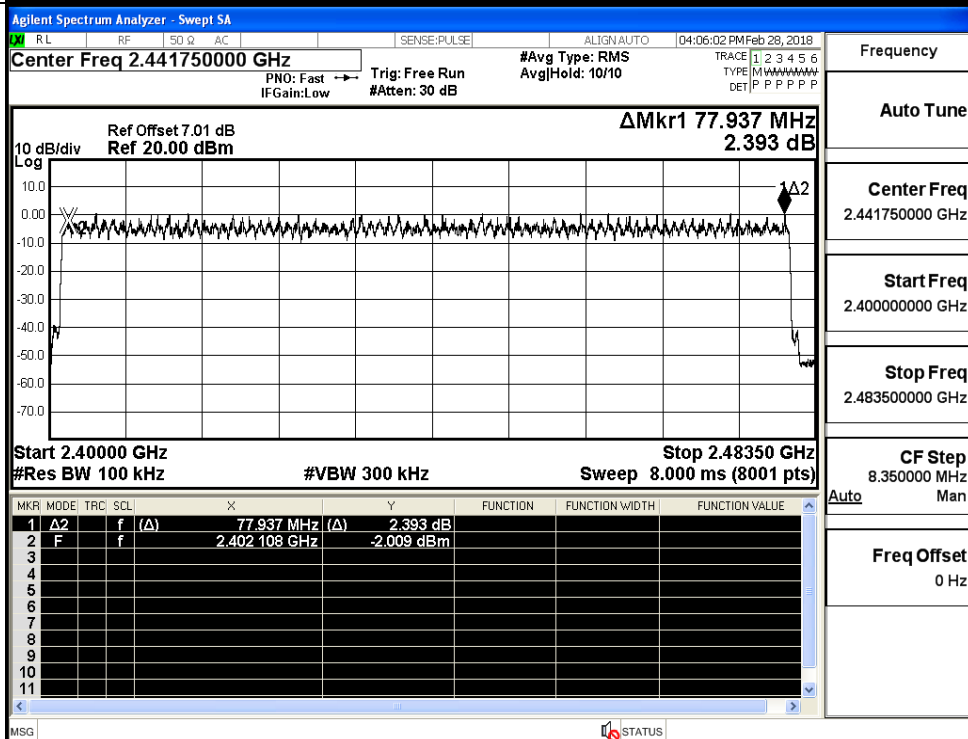 Agilent Spectrum Analyzer - Swept SA
LXI RL RF 50 Ω AC SENSE:PULSE ALIGN AUTO 04:06:02 PM Feb 28, 2018
Center Freq 2.441750000 GHz
PNO: Fast
IFGain:Low
Trig: Free Run
#Atten: 30 dB
#Avg Type: RMS
Avg|Hold: 10/10
TRACE 1 2 3 4 5 6
TYPE M W W W W W
DET P P P P P P
ΔMkr1 77.937 MHz
2.393 dB
Ref Offset 7.01 dB
10 dB/div Ref 20.00 dBm
Log
10.0
0.00
-10.0
-20.0
-30.0
-40.0
-50.0
-60.0
-70.0
X
1Δ2
Start 2.40000 GHz Stop 2.48350 GHz
#Res BW 100 kHz #VBW 300 kHz Sweep 8.000 ms (8001 pts)
MKR MODE TRC SCL X Y FUNCTION FUNCTION WIDTH FUNCTION VALUE
1 Δ2 f (Δ) 77.937 MHz (Δ) 2.393 dB
2 F f 2.402 108 GHz -2.009 dBm
3
4
5
6
7
8
9
10
11
MSG STATUS
Frequency
Auto Tune
Center Freq
2.441750000 GHz
Start Freq
2.400000000 GHz
Stop Freq
2.483500000 GHz
CF Step
8.350000 MHz
Auto Man
Freq Offset
0 Hz